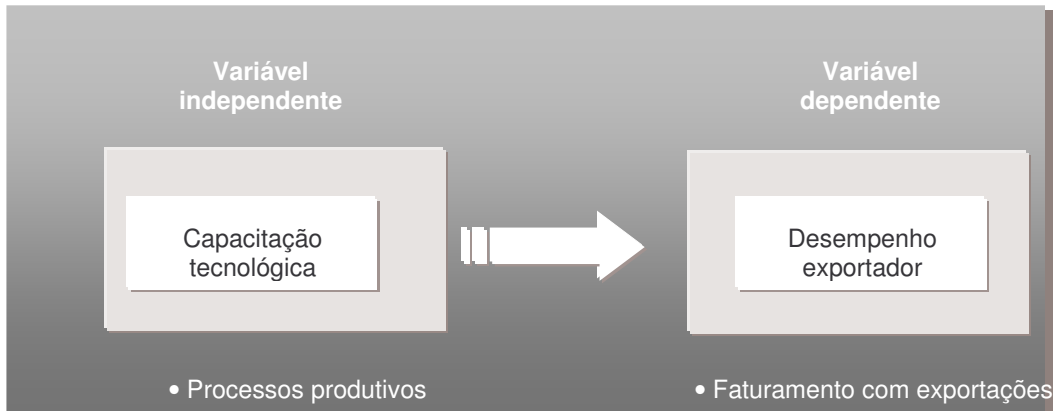 Variável
independente
Variável
dependente
Capacitação
tecnológica
Desempenho
exportador
• Processos produtivos
• Faturamento com exportações